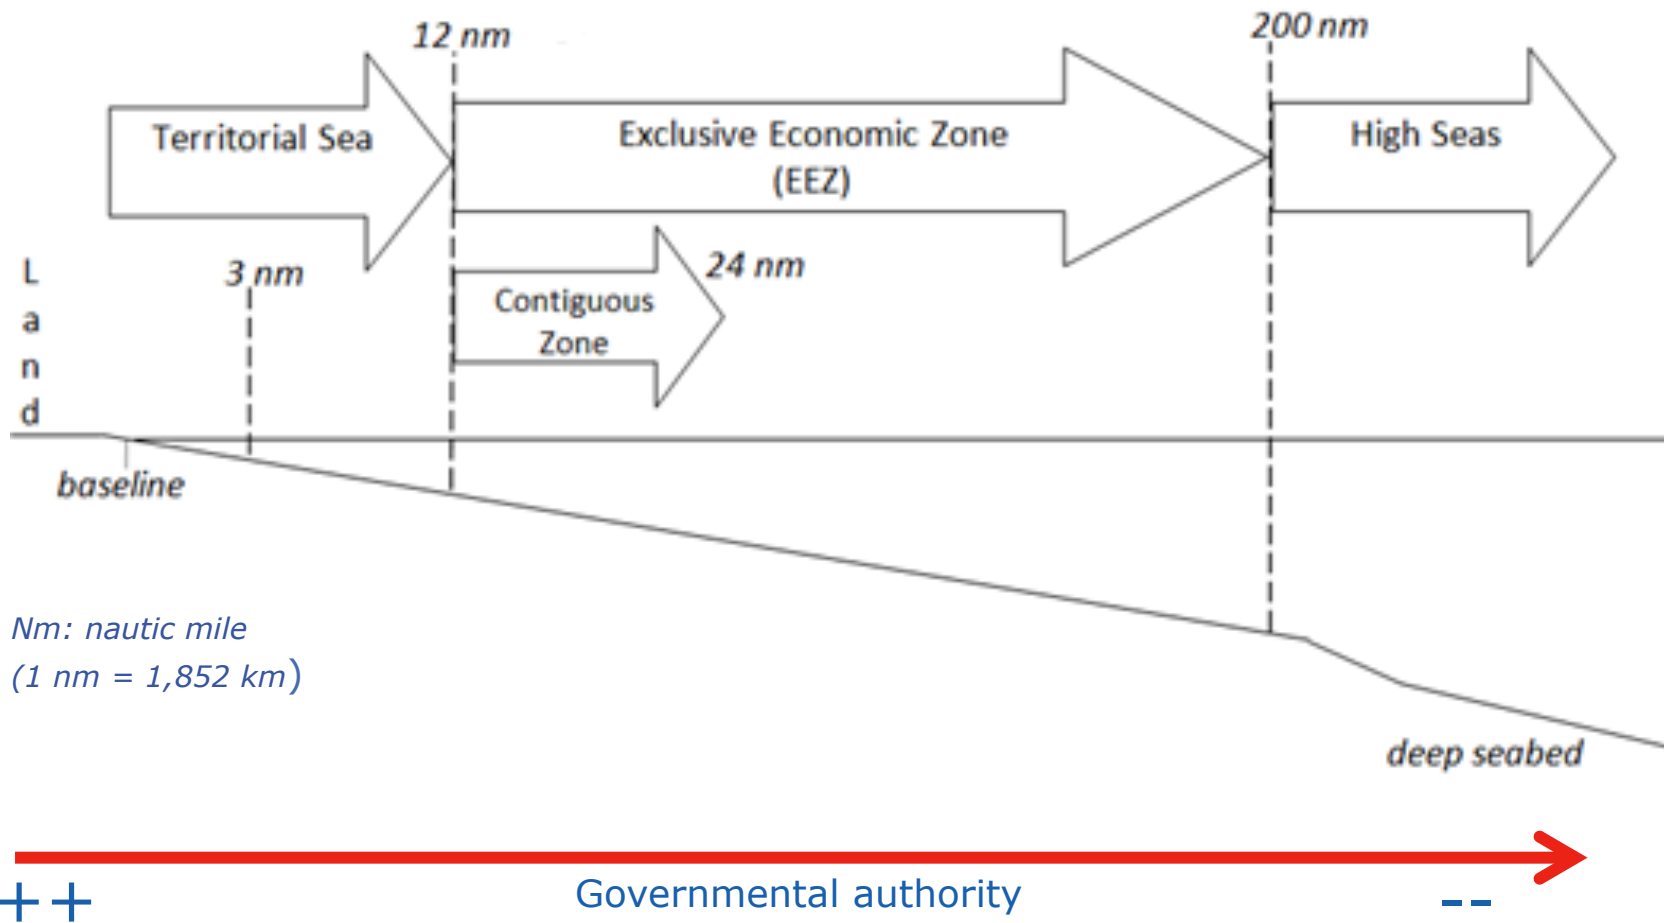 12 nm
200 nm
Territorial Sea
Exclusive Economic Zone
(EEZ)
High Seas
L
a
n
d
3 nm
24 nm
Contiguous
Zone
baseline
Nm: nautic mile
(1 nm = 1,852 km)
deep seabed
++
Governmental authority
--